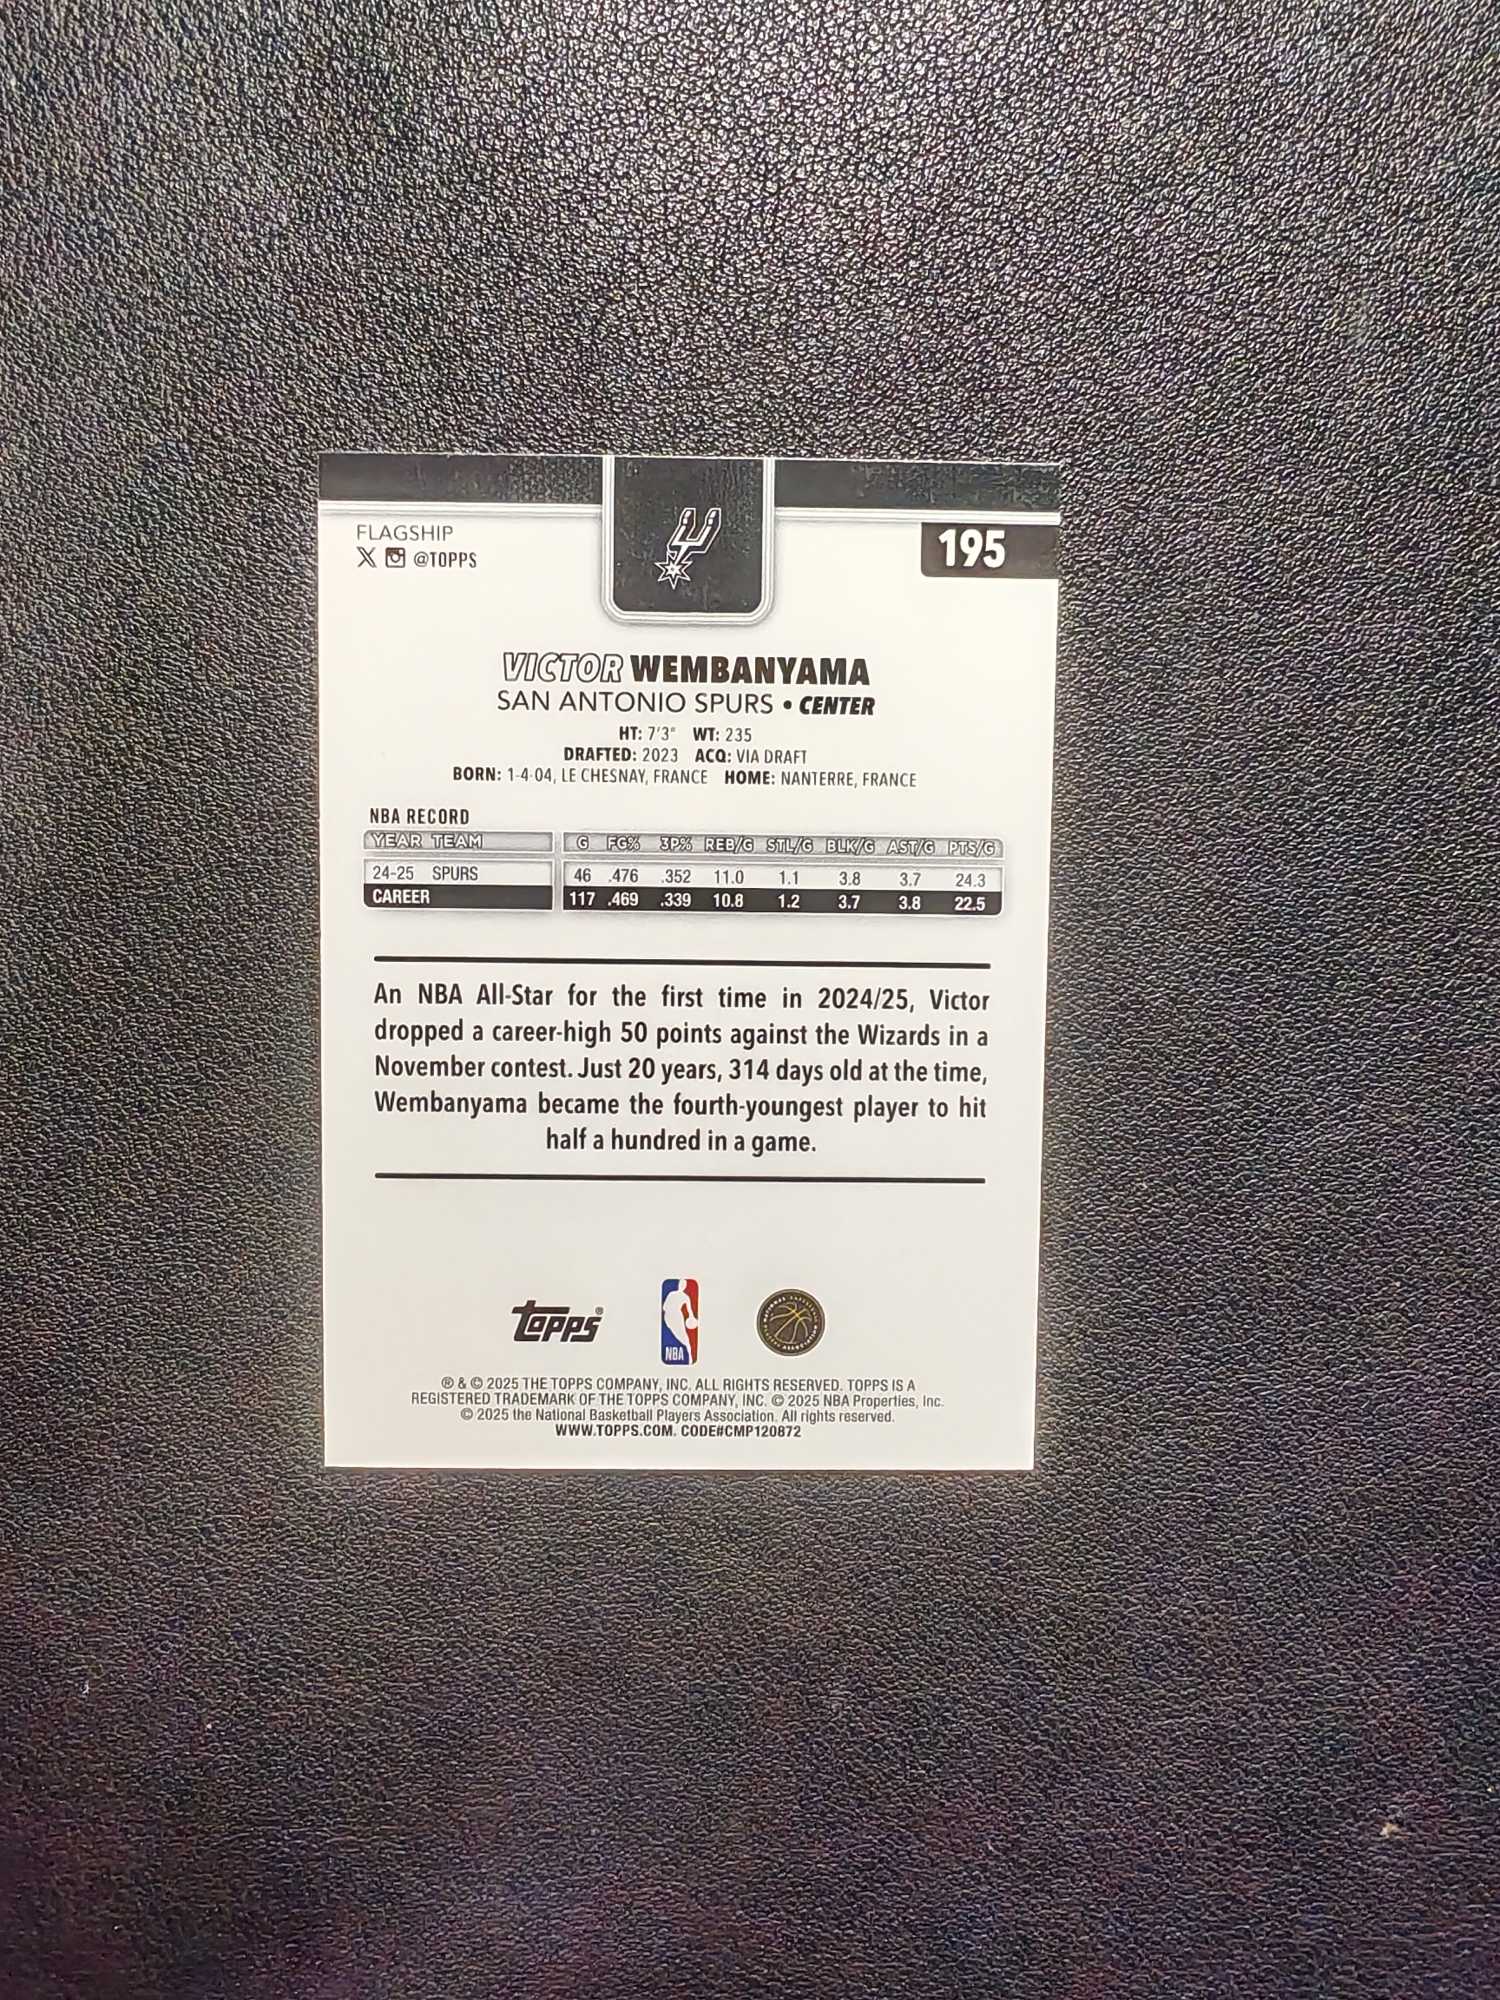 FLAGSHIP
@TOPPS
195
VICTOR WEMBANYAMA
SAN ANTONIO SPURS • CENTER
HT: 7'3" WT: 235
DRAFTED: 2023 ACQ: VIA DRAFT
BORN: 1-4-04, LE CHESNAY, FRANCE HOME: NANTERRE, FRANCE
NBA RECORD
YEAR TEAM G FG% 3P% REB/G STL/G BLK/G AST/G PTS/G
24-25 SPURS 46 .476 .352 11.0 1.1 3.8 3.7 24.3
CAREER 117 .469 .339 10.8 1.2 3.7 3.8 22.5
An NBA All-Star for the first time in 2024/25, Victor
dropped a career-high 50 points against the Wizards in a
November contest. Just 20 years, 314 days old at the time,
Wembanyama became the fourth-youngest player to hit
half a hundred in a game.
Topps®
NBA
® & © 2025 THE TOPPS COMPANY, INC. ALL RIGHTS RESERVED. TOPPS IS A
REGISTERED TRADEMARK OF THE TOPPS COMPANY, INC. © 2025 NBA Properties, Inc.
© 2025 the National Basketball Players Association. All rights reserved.
WWW.TOPPS.COM. CODE#CMP120872